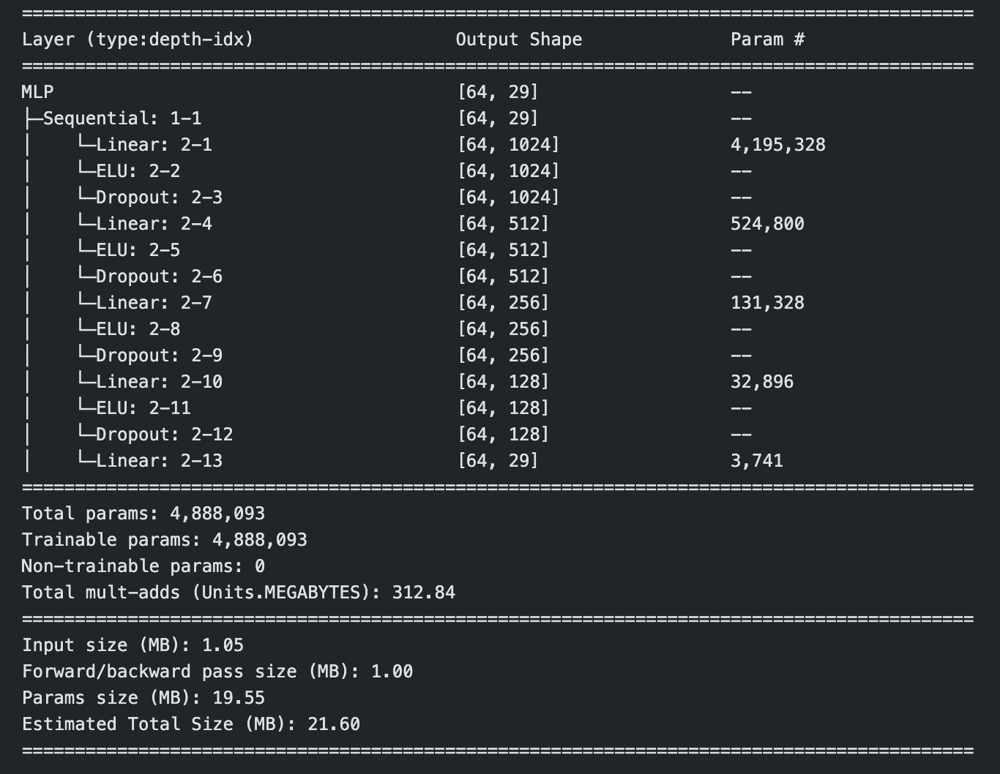 ==========================================================================================
Layer (type:depth-idx)                   Output Shape              Param #
==========================================================================================
MLP                                      [64, 29]                  --
├─Sequential: 1-1                        [64, 29]                  --
│    └─Linear: 2-1                       [64, 1024]                4,195,328
│    └─ELU: 2-2                          [64, 1024]                --
│    └─Dropout: 2-3                      [64, 1024]                --
│    └─Linear: 2-4                       [64, 512]                 524,800
│    └─ELU: 2-5                          [64, 512]                 --
│    └─Dropout: 2-6                      [64, 512]                 --
│    └─Linear: 2-7                       [64, 256]                 131,328
│    └─ELU: 2-8                          [64, 256]                 --
│    └─Dropout: 2-9                      [64, 256]                 --
│    └─Linear: 2-10                      [64, 128]                 32,896
│    └─ELU: 2-11                         [64, 128]                 --
│    └─Dropout: 2-12                     [64, 128]                 --
│    └─Linear: 2-13                      [64, 29]                  3,741
==========================================================================================
Total params: 4,888,093
Trainable params: 4,888,093
Non-trainable params: 0
Total mult-adds (Units.MEGABYTES): 312.84
==========================================================================================
Input size (MB): 1.05
Forward/backward pass size (MB): 1.00
Params size (MB): 19.55
Estimated Total Size (MB): 21.60
==========================================================================================